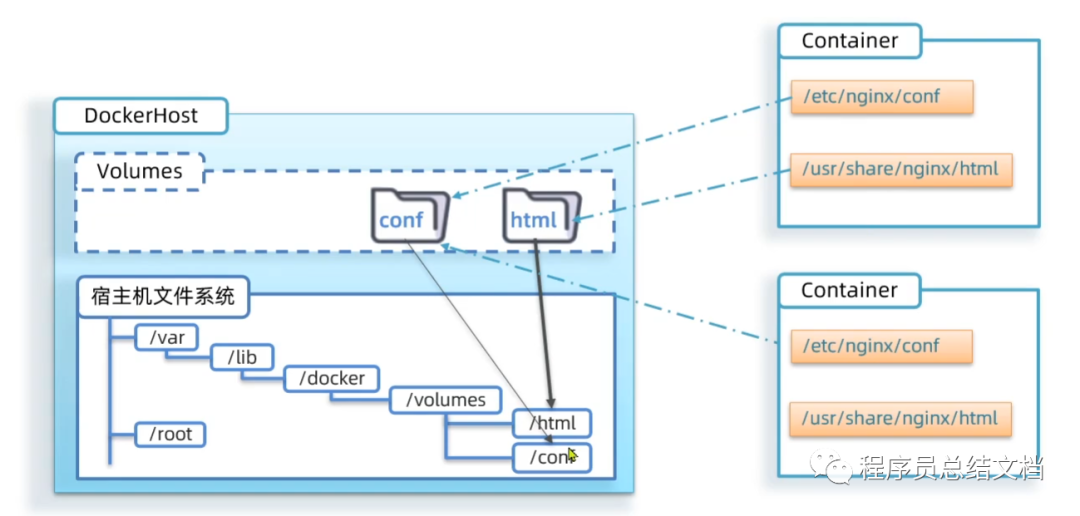 Container
/etc/nginx/conf
/usr/share/nginx/html
DockerHost
Volumes
conf
html
宿主机文件系统
/var
/lib
/docker
/volumes
/html
/conf
/root
Container
/etc/nginx/conf
/usr/share/nginx/html
程序员总结文档